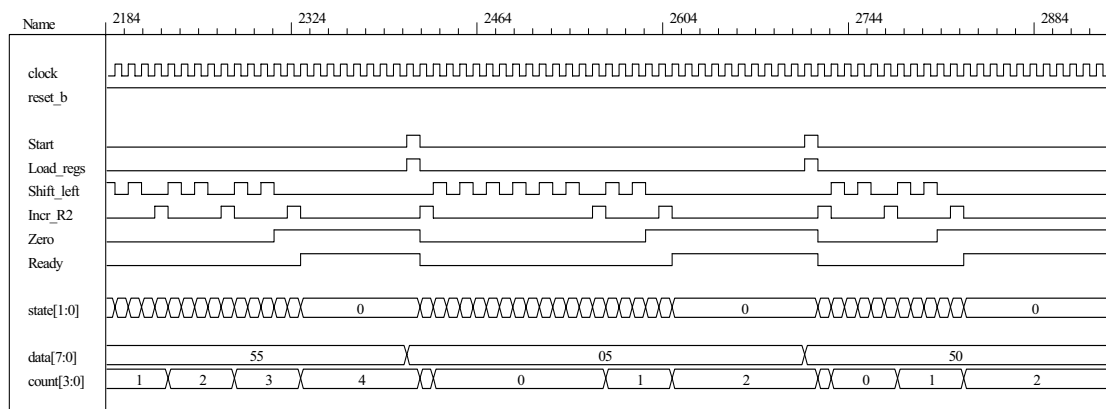 Name 2184 2324 2464 2604 2744 2884
clock
reset_b
Start
Load_regs
Shift_left
Incr_R2
Zero
Ready
state[1:0] 0 0 0
data[7:0] 55 05 50
count[3:0] 1 2 3 4 0 1 2 0 1 2